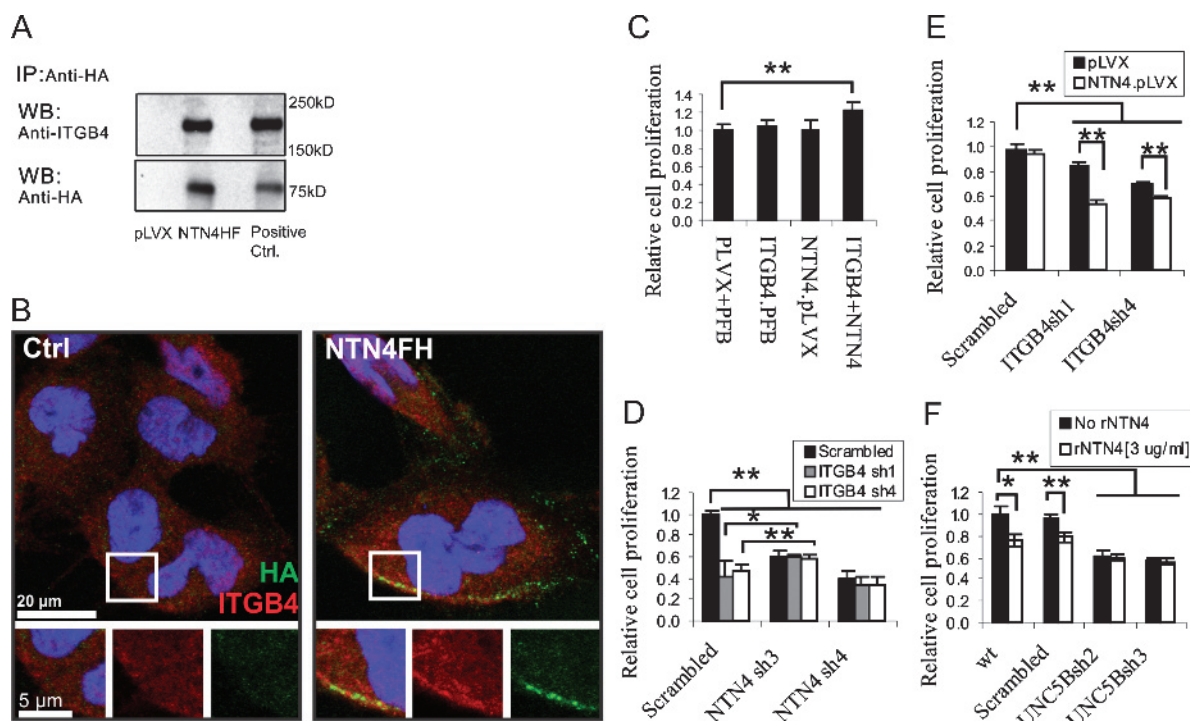 A
IP:Anti-HA
WB:
Anti-ITGB4
250kD
150kD
WB:
Anti-HA
75kD
pLVX NTN4HF Positive
Ctrl.
B
Ctrl
HA
ITGB4
20 µm
5 µm
NTN4FH
C
Relative cell proliferation
**
1.4
1.2
1.0
0.8
0.6
0.4
0.2
0.0
PLVX+PFB
ITGB4.PFB
NTN4.pLVX
ITGB4+NTN4
D
Relative cell proliferation
Scrambled
ITGB4 sh1
ITGB4 sh4
**
*
**
1.2
1.0
0.8
0.6
0.4
0.2
0.0
Scrambled
NTN4 sh3
NTN4 sh4
E
Relative cell proliferation
pLVX
NTN4.pLVX
**
**
**
1.2
1.0
0.8
0.6
0.4
0.2
0.0
Scrambled
ITGB4sh1
ITGB4sh4
F
Relative cell proliferation
No rNTN4
rNTN4[3 ug/ml]
**
*
**
1.2
1.0
0.8
0.6
0.4
0.2
0.0
wt
Scrambled
UNC5Bsh2
UNC5Bsh3